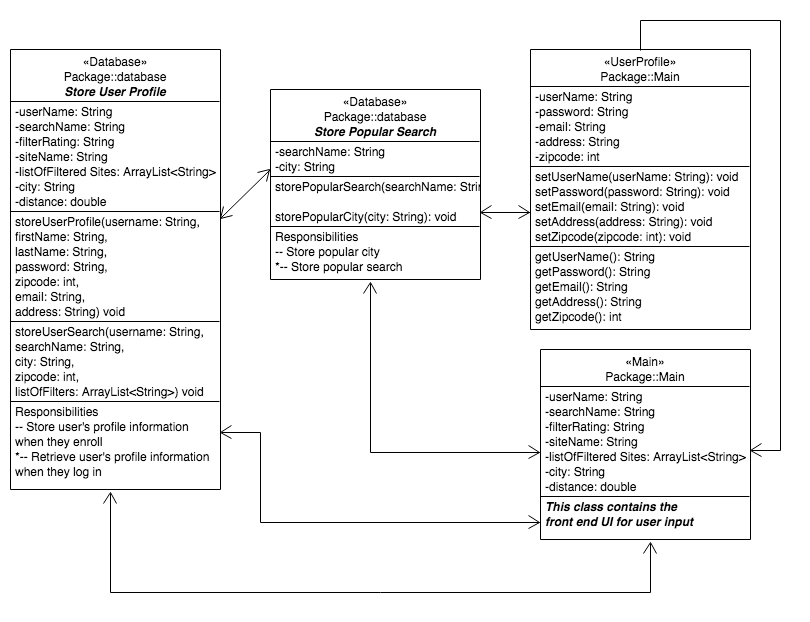 «Database»
Package::database
Store User Profile
-userName: String
-searchName: String
-filterRating: String
-siteName: String
-listOfFiltered Sites: ArrayList<String>
-city: String
-distance: double
storeUserProfile(username: String,
firstName: String,
lastName: String,
password: String,
zipcode: int,
email: String,
address: String) void
storeUserSearch(username: String,
searchName: String,
city: String,
zipcode: int,
listOfFilters: ArrayList<String>) void
Responsibilities
-- Store user's profile information
when they enroll
*-- Retrieve user's profile information
when they log in
«Database»
Package::database
Store Popular Search
-searchName: String
-city: String
storePopularSearch(searchName: Strin
storePopularCity(city: String): void
Responsibilities
-- Store popular city
*-- Store popular search
«UserProfile»
Package::Main
-userName: String
-password: String
-email: String
-address: String
-zipcode: int
setUserName(userName: String): void
setPassword(password: String): void
setEmail(email: String): void
setAddress(address: String): void
setZipcode(zipcode: int): void
getUserName(): String
getPassword(): String
getEmail(): String
getAddress(): String
getZipcode(): int
«Main»
Package::Main
-userName: String
-searchName: String
-filterRating: String
-siteName: String
-listOfFiltered Sites: ArrayList<String>
-city: String
-distance: double
This class contains the
front end UI for user input